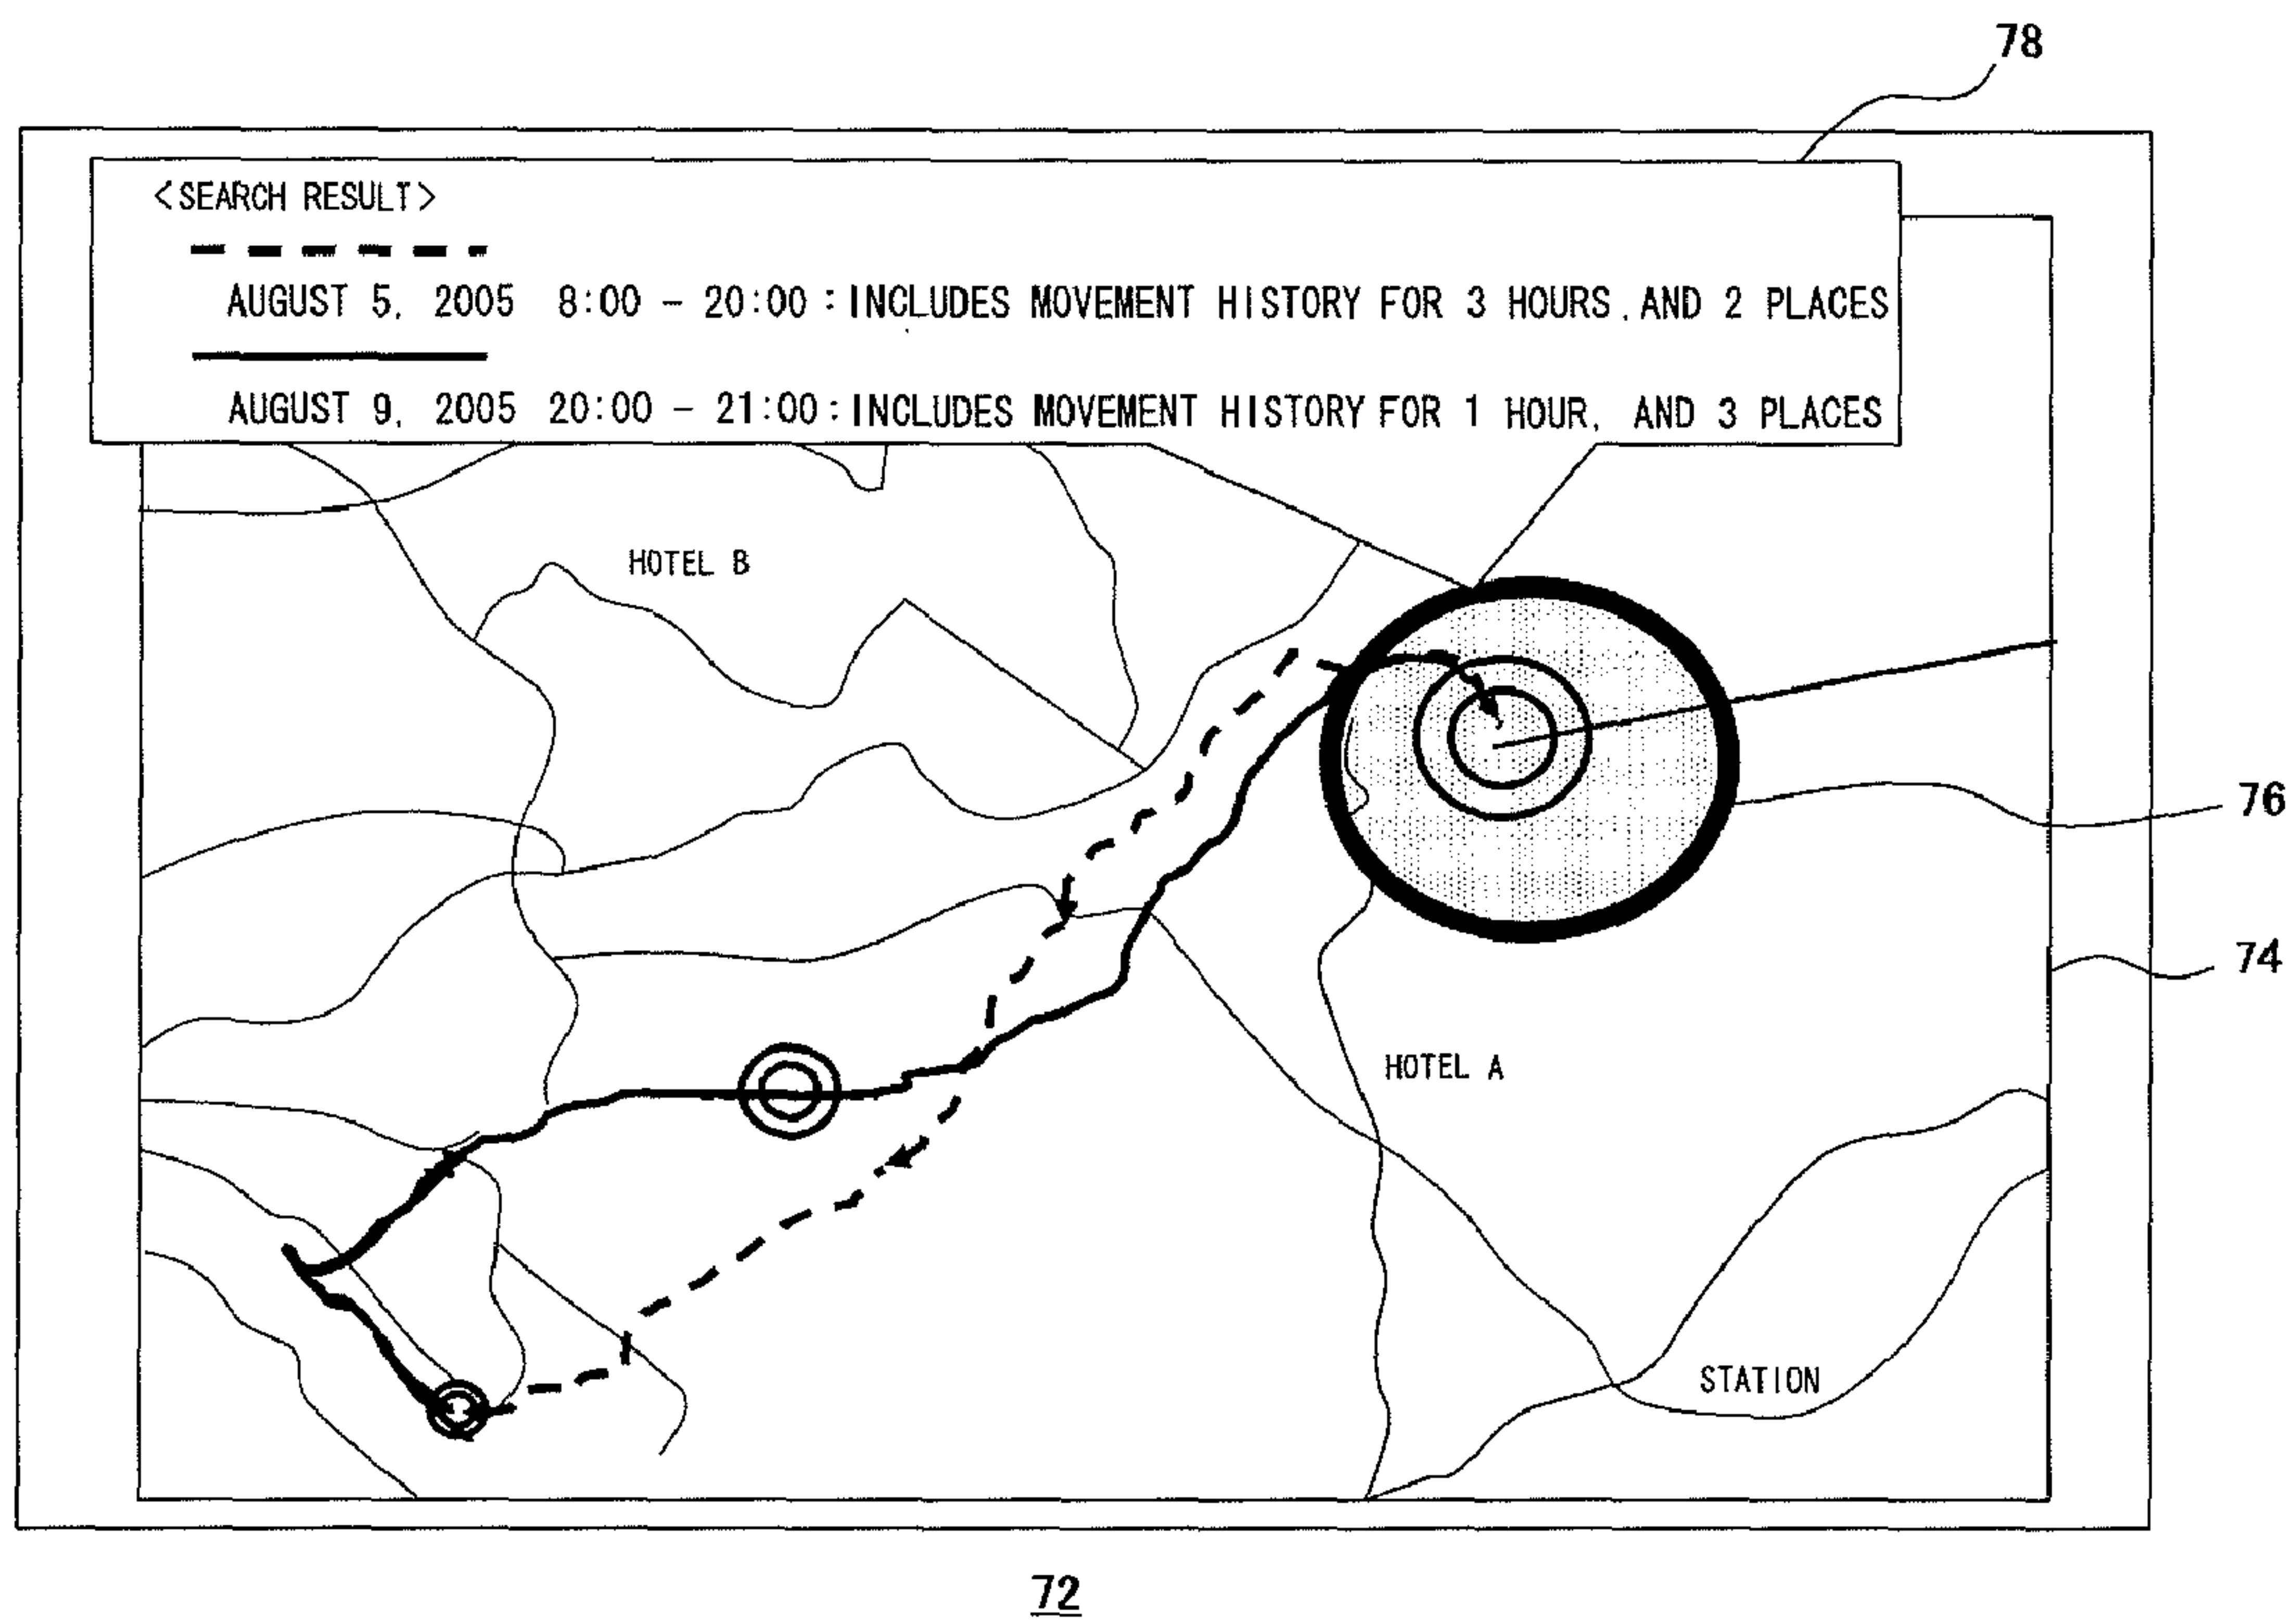 78
<SEARCH RESULT>
AUGUST 5, 2005 8:00 - 20:00 : INCLUDES MOVEMENT HISTORY FOR 3 HOURS, AND 2 PLACES
AUGUST 9, 2005 20:00 - 21:00 : INCLUDES MOVEMENT HISTORY FOR 1 HOUR, AND 3 PLACES
HOTEL B
76
74
HOTEL A
STATION
72